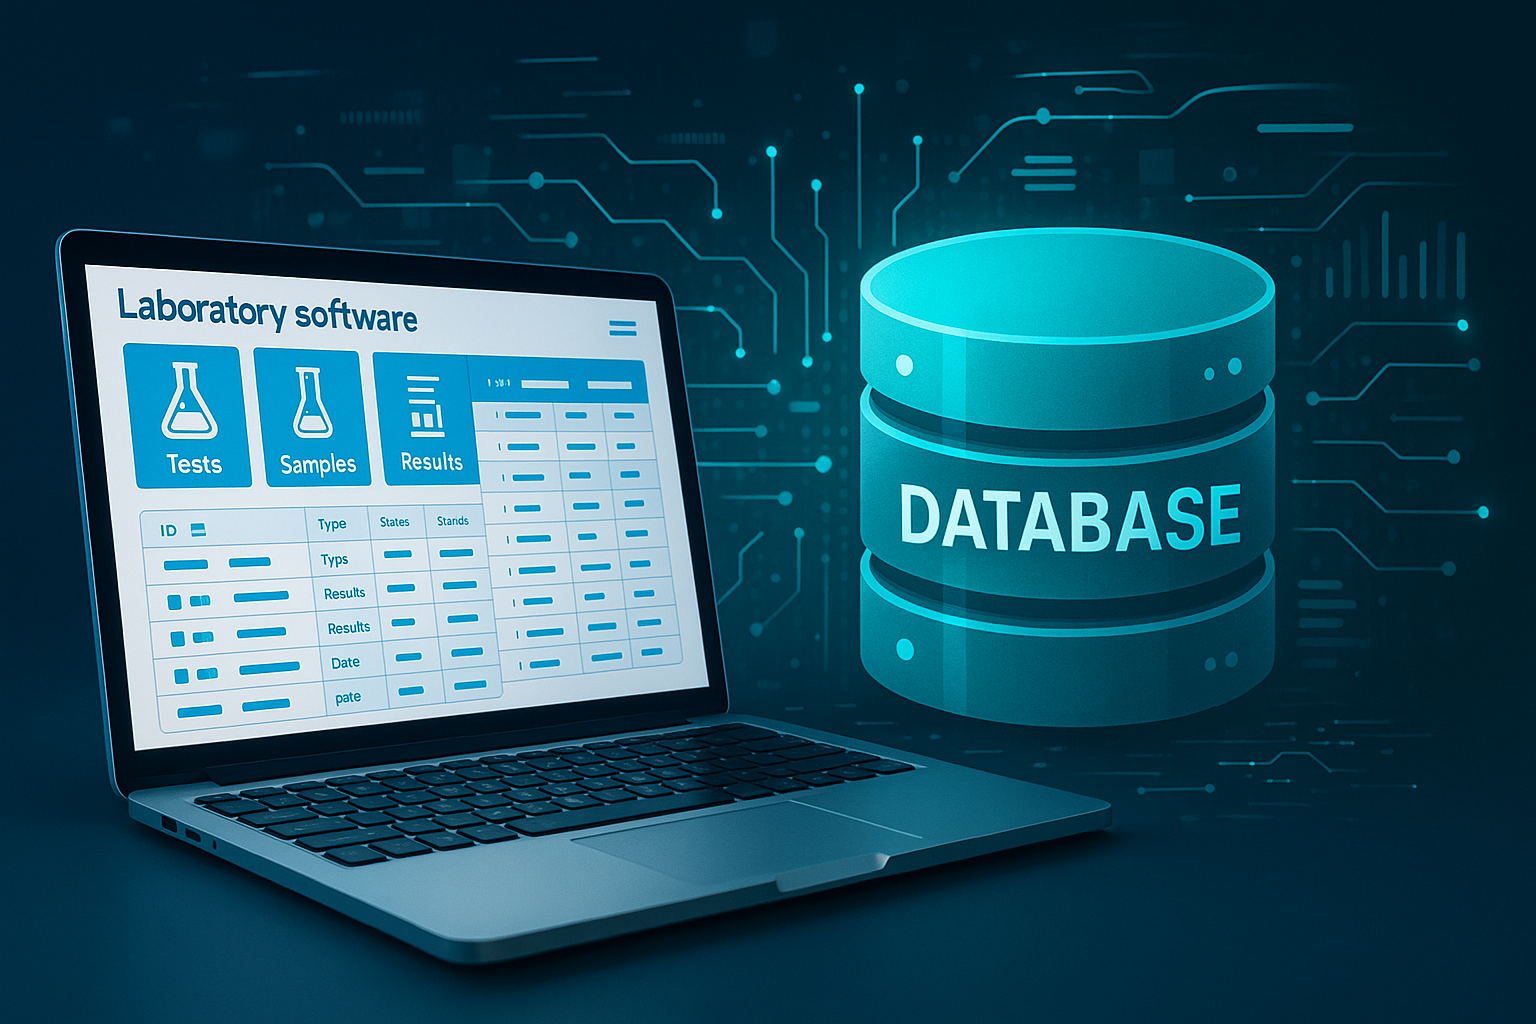 Laboratory software
Tests
Samples
Results
ID
Type
States
Stands
Typs
Results
Results
Date
pate
DATABASE